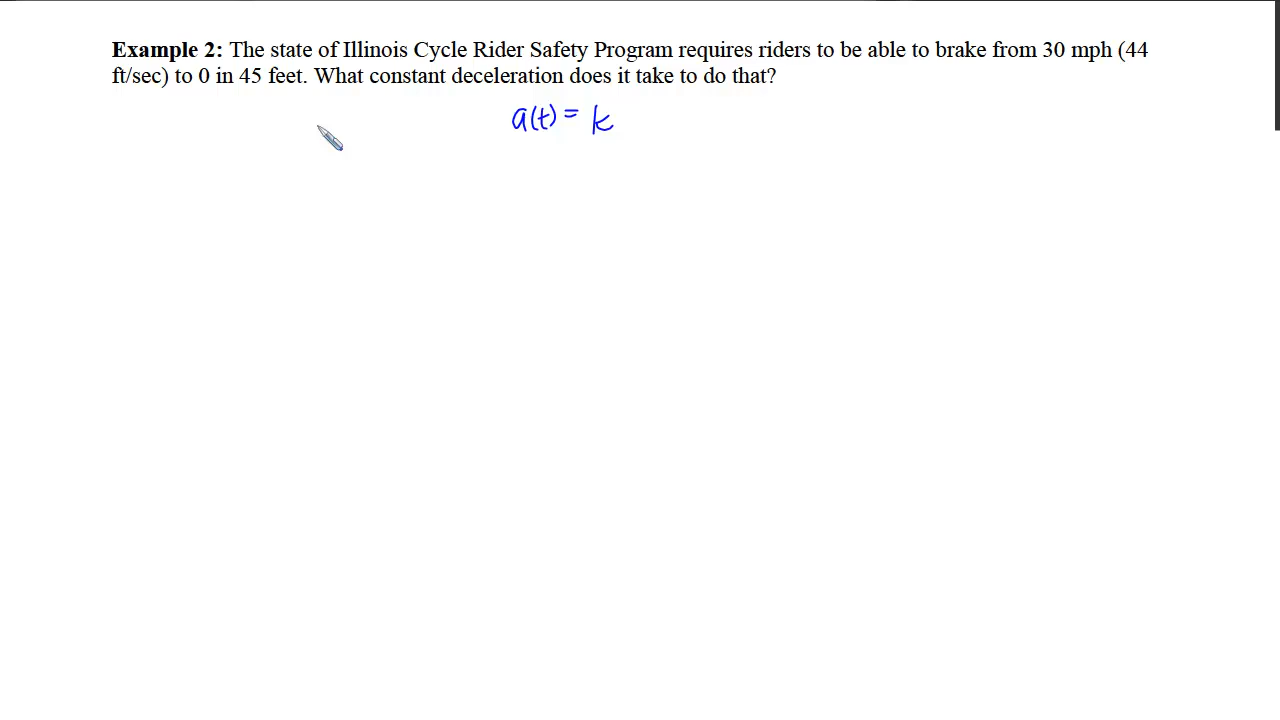 Example 2: The state of Illinois Cycle Rider Safety Program requires riders to be able to brake from 30 mph (44
ft/sec) to 0 in 45 feet. What constant deceleration does it take to do that?
a(t) = k